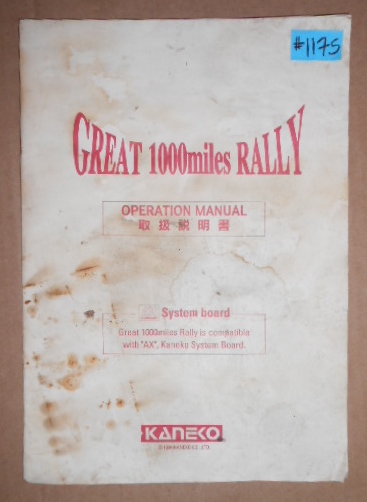 #1175
GREAT 1000miles RALLY
OPERATION MANUAL
取扱説明書
System board
Great 1000miles Rally is compatible
with "AX", Kaneko System Board.
KANEKO